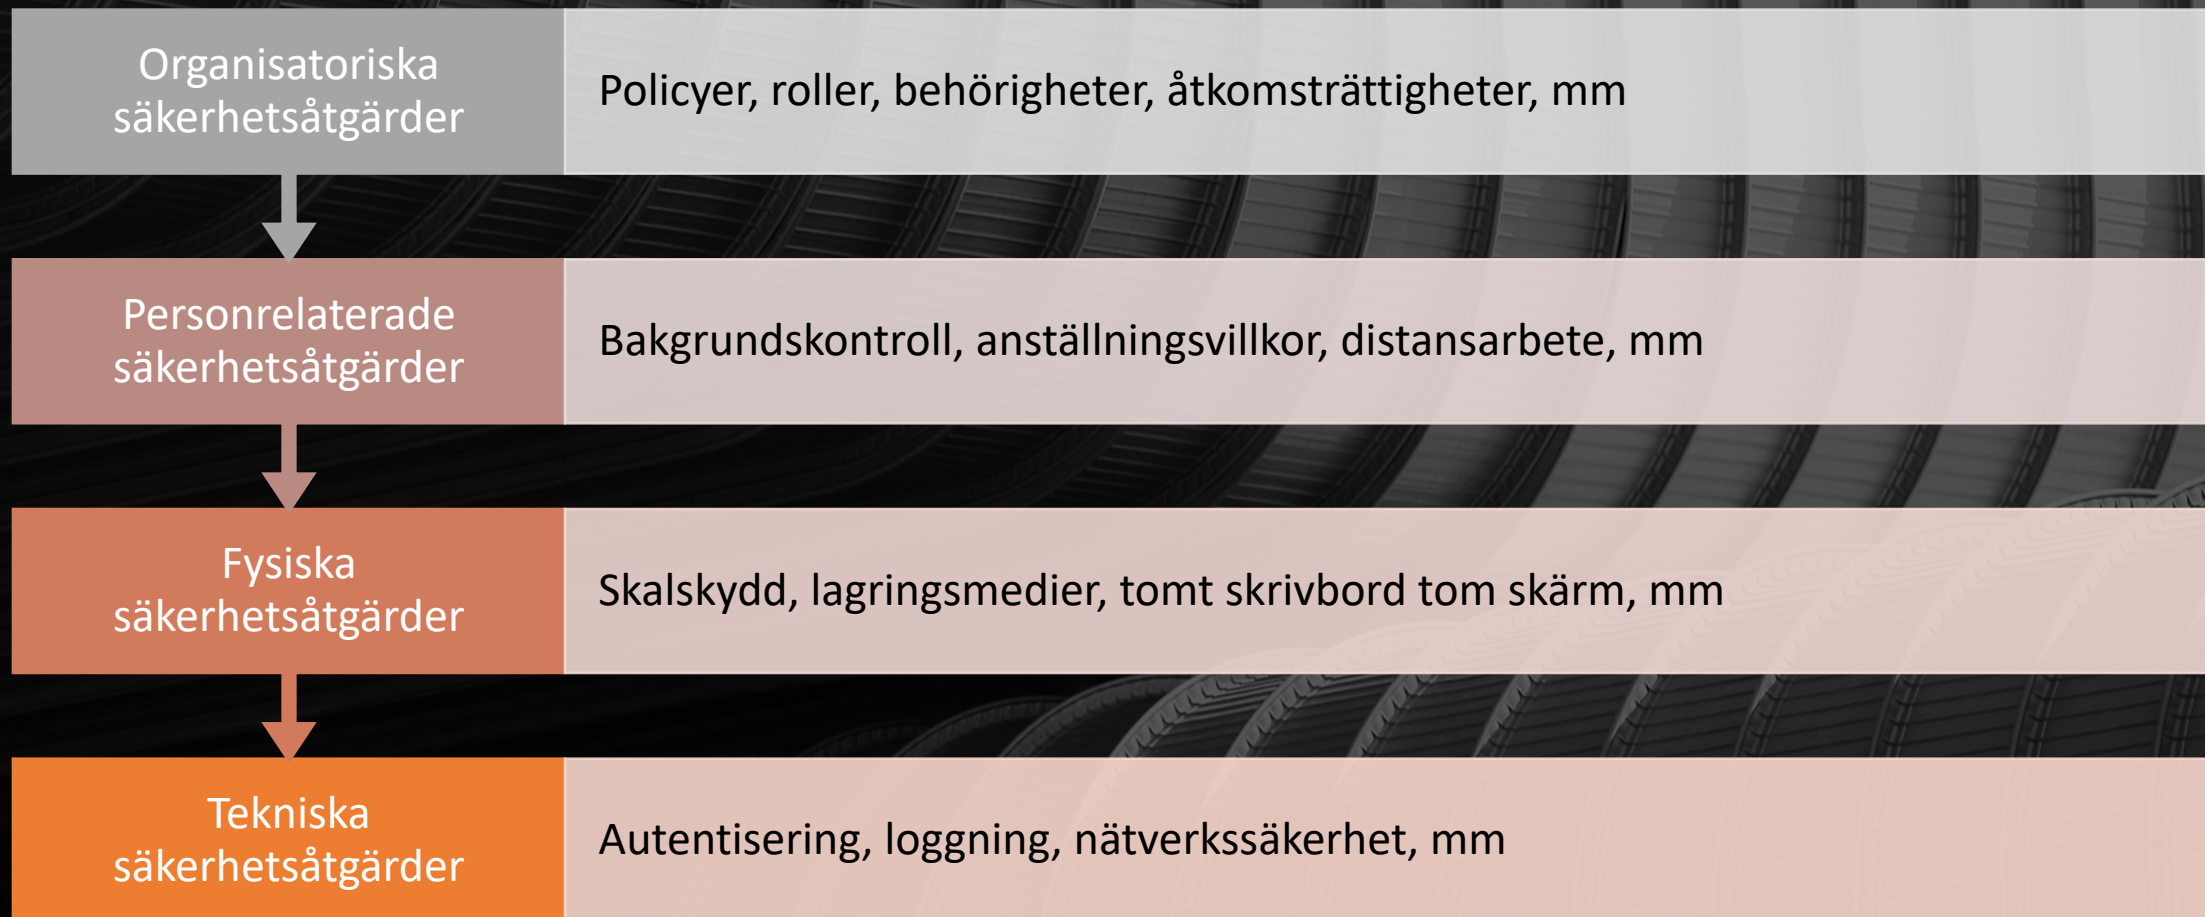 Organisatoriska
säkerhetsåtgärder
Policyer, roller, behörigheter, åtkomsträttigheter, mm
Personrelaterade
säkerhetsåtgärder
Bakgrundskontroll, anställningsvillkor, distansarbete, mm
Fysiska
säkerhetsåtgärder
Skalskydd, lagringsmedier, tomt skrivbord tom skärm, mm
Tekniska
säkerhetsåtgärder
Autentisering, loggning, nätverkssäkerhet, mm